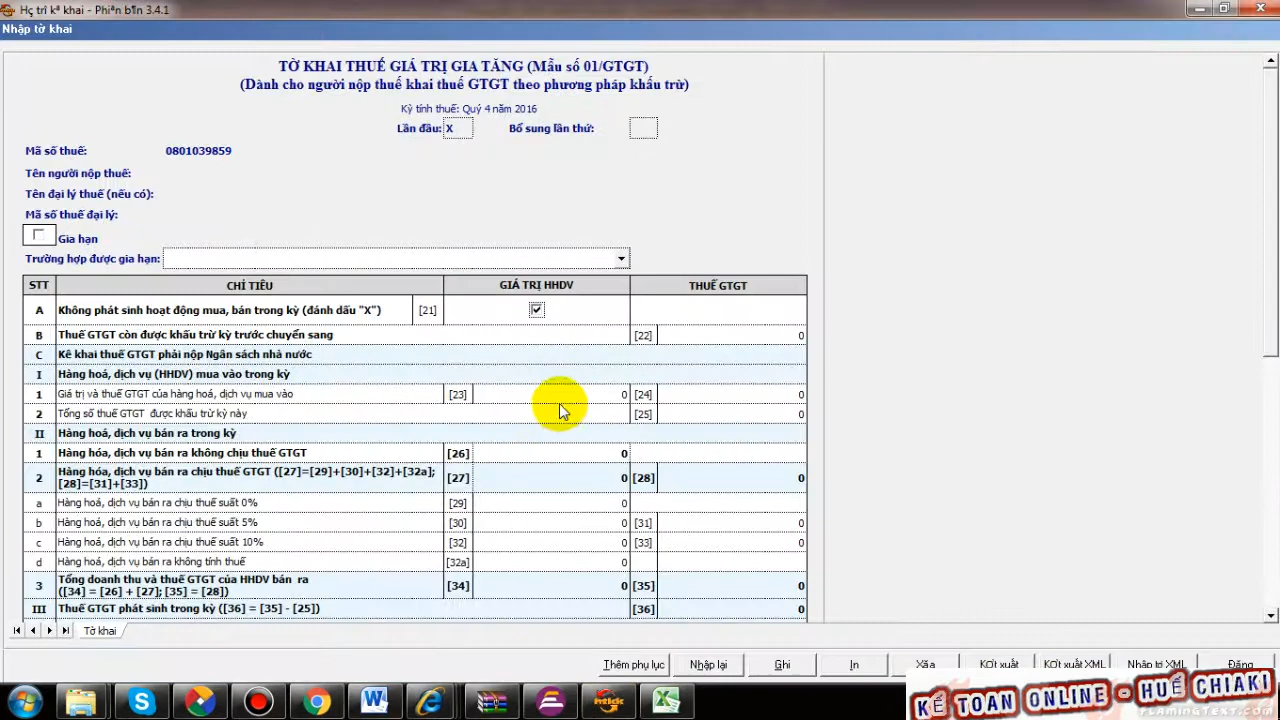 Hç trî kª khai - Phiªn b¶n 3.4.1
Nhập tờ khai
TỜ KHAI THUẾ GIÁ TRỊ GIA TĂNG (Mẫu số 01/GTGT)
(Dành cho người nộp thuế khai thuế GTGT theo phương pháp khấu trừ)
Kỳ tính thuế: Quý 4 năm 2016
Lần đầu: X Bổ sung lần thứ:
Mã số thuế: 0801039859
Tên người nộp thuế:
Tên đại lý thuế (nếu có):
Mã số thuế đại lý:
Gia hạn
Trường hợp được gia hạn:
STT CHỈ TIÊU GIÁ TRỊ HHDV THUẾ GTGT
A Không phát sinh hoạt động mua, bán trong kỳ (đánh dấu "X") [21]
B Thuế GTGT còn được khấu trừ kỳ trước chuyển sang [22] 0
C Kê khai thuế GTGT phải nộp Ngân sách nhà nước
I Hàng hoá, dịch vụ (HHDV) mua vào trong kỳ
1 Giá trị và thuế GTGT của hàng hoá, dịch vụ mua vào [23] 0 [24] 0
2 Tổng số thuế GTGT được khấu trừ kỳ này [25] 0
II Hàng hoá, dịch vụ bán ra trong kỳ
1 Hàng hóa, dịch vụ bán ra không chịu thuế GTGT [26] 0
2 Hàng hóa, dịch vụ bán ra chịu thuế GTGT ([27]=[29]+[30]+[32]+[32a]; [27] 0 [28] 0
[28]=[31]+[33])
a Hàng hoá, dịch vụ bán ra chịu thuế suất 0% [29] 0
b Hàng hoá, dịch vụ bán ra chịu thuế suất 5% [30] 0 [31] 0
c Hàng hoá, dịch vụ bán ra chịu thuế suất 10% [32] 0 [33] 0
d Hàng hoá, dịch vụ bán ra không tính thuế [32a] 0
3 Tổng doanh thu và thuế GTGT của HHDV bán ra [34] 0 [35] 0
([34] = [26] + [27]; [35] = [28])
III Thuế GTGT phát sinh trong kỳ ([36] = [35] - [25]) [36] 0
Tờ khai
Thêm phụ lục Nhập lại Ghi In Xãa KÕt xuất KÕt xuất XML Nhập từ XML Đãng
KẾ TOAN ONLINE - HUẾ CHIAKI
FLAMINGTEXT.COM